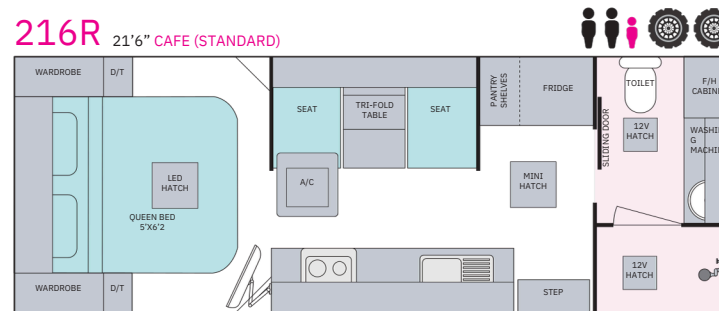 216R 21'6" CAFE (STANDARD)
WARDROBE
D/T
SEAT
TRI-FOLD
TABLE
SEAT
PANTRY
SHELVES
FRIDGE
TOILET
F/H
CABIN
SLIDING DOOR
12V
HATCH
WASHI
G
MACHI
LED
HATCH
A/C
MINI
HATCH
QUEEN BED
5'X6'2
12V
HATCH
WARDROBE
D/T
STEP